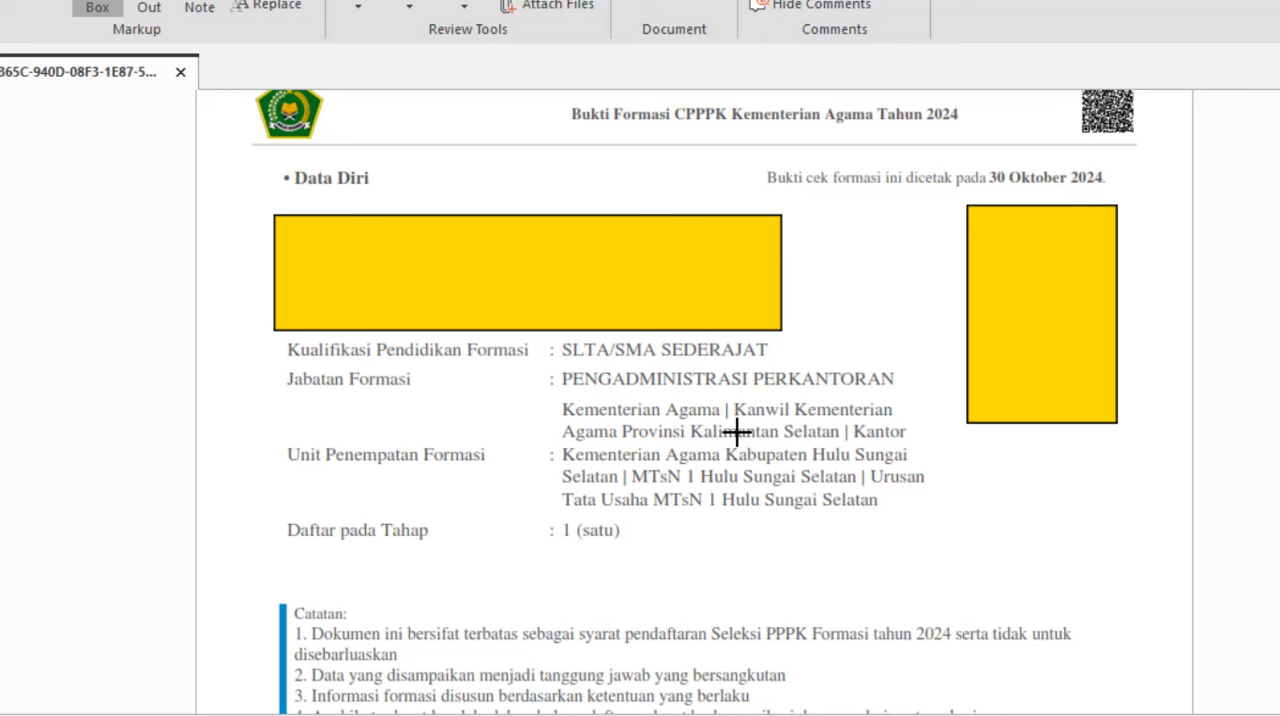 Box Out Note Replace Attach Files Hide Comments
Markup Review Tools Document Comments
365C-940D-08F3-1E87-5...
Bukti Formasi CPPPK Kementerian Agama Tahun 2024
• Data Diri
Bukti cek formasi ini dicetak pada 30 Oktober 2024.
Kualifikasi Pendidikan Formasi : SLTA/SMA SEDERAJAT
Jabatan Formasi : PENGADMINISTRASI PERKANTORAN
Kementerian Agama | Kanwil Kementerian
Agama Provinsi Kalimantan Selatan | Kantor
Unit Penempatan Formasi : Kementerian Agama Kabupaten Hulu Sungai
Selatan | MTsN 1 Hulu Sungai Selatan | Urusan
Tata Usaha MTsN 1 Hulu Sungai Selatan
Daftar pada Tahap : 1 (satu)
Catatan:
1. Dokumen ini bersifat terbatas sebagai syarat pendaftaran Seleksi PPPK Formasi tahun 2024 serta tidak untuk
disebarluaskan
2. Data yang disampaikan menjadi tanggung jawab yang bersangkutan
3. Informasi formasi disusun berdasarkan ketentuan yang berlaku